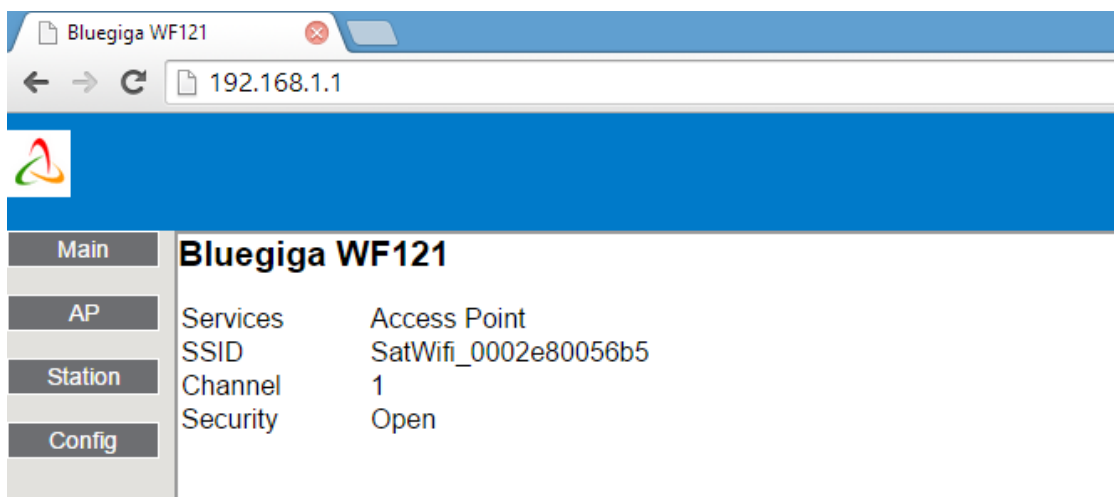 Bluegiga WF121
192.168.1.1
Main
AP
Station
Config
Bluegiga WF121
Services Access Point
SSID SatWifi_0002e80056b5
Channel 1
Security Open